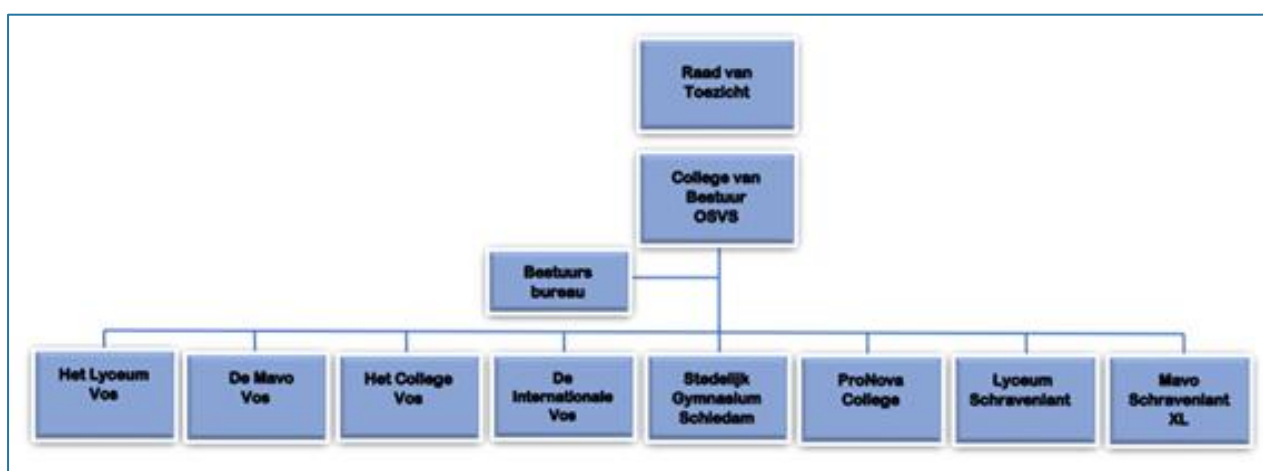 Raad van
Toezicht
College van
Bestuur
OSVS
Bestuurs
bureau
Het Lyceum
Vos
De Mavo
Vos
Het College
Vos
De
Internationale
Vos
Stedelijk
Gymnasium
Schiedam
ProNova
College
Lyceum
Schravenlant
Mavo
Schravenlant
XL